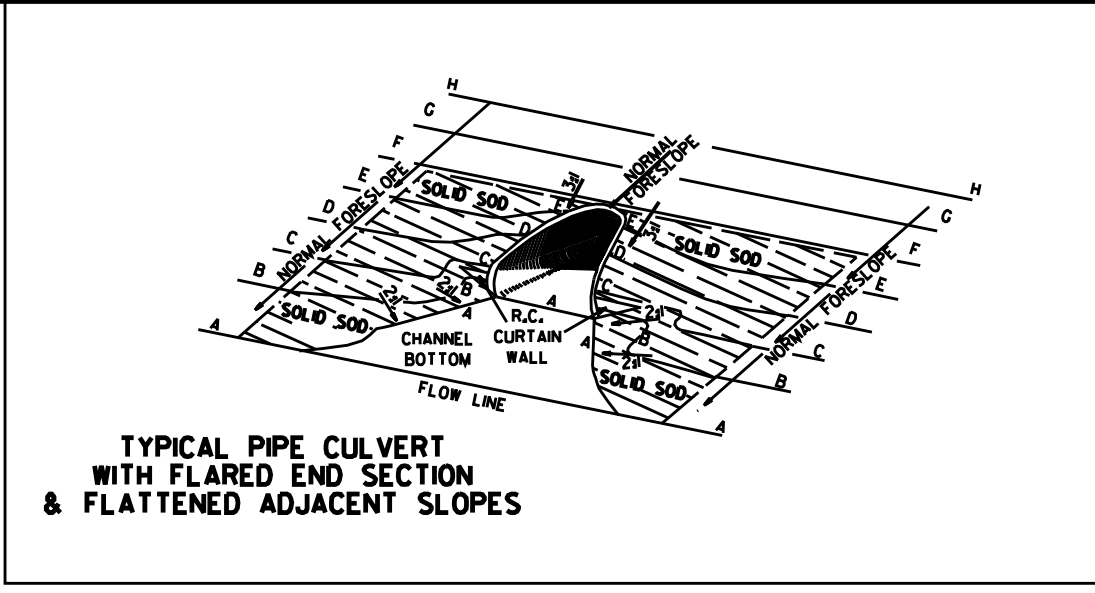 H
G
F
E
D
C
B
A
NORMAL FORESLOPE
NORMAL
FORESLOPE
H
G
F
E
D
C
B
A
NORMAL FORESLOPE
SOLID SOD
3:1
E
E
3:1
SOLID SOD
D
D
C
C
B
B
2:1
2:1
A
A
A
2:1
2:1
SOLID SOD
SOLID SOD
R.C.
CURTAIN
WALL
CHANNEL
BOTTOM
FLOW LINE
TYPICAL PIPE CULVERT
WITH FLARED END SECTION
& FLATTENED ADJACENT SLOPES